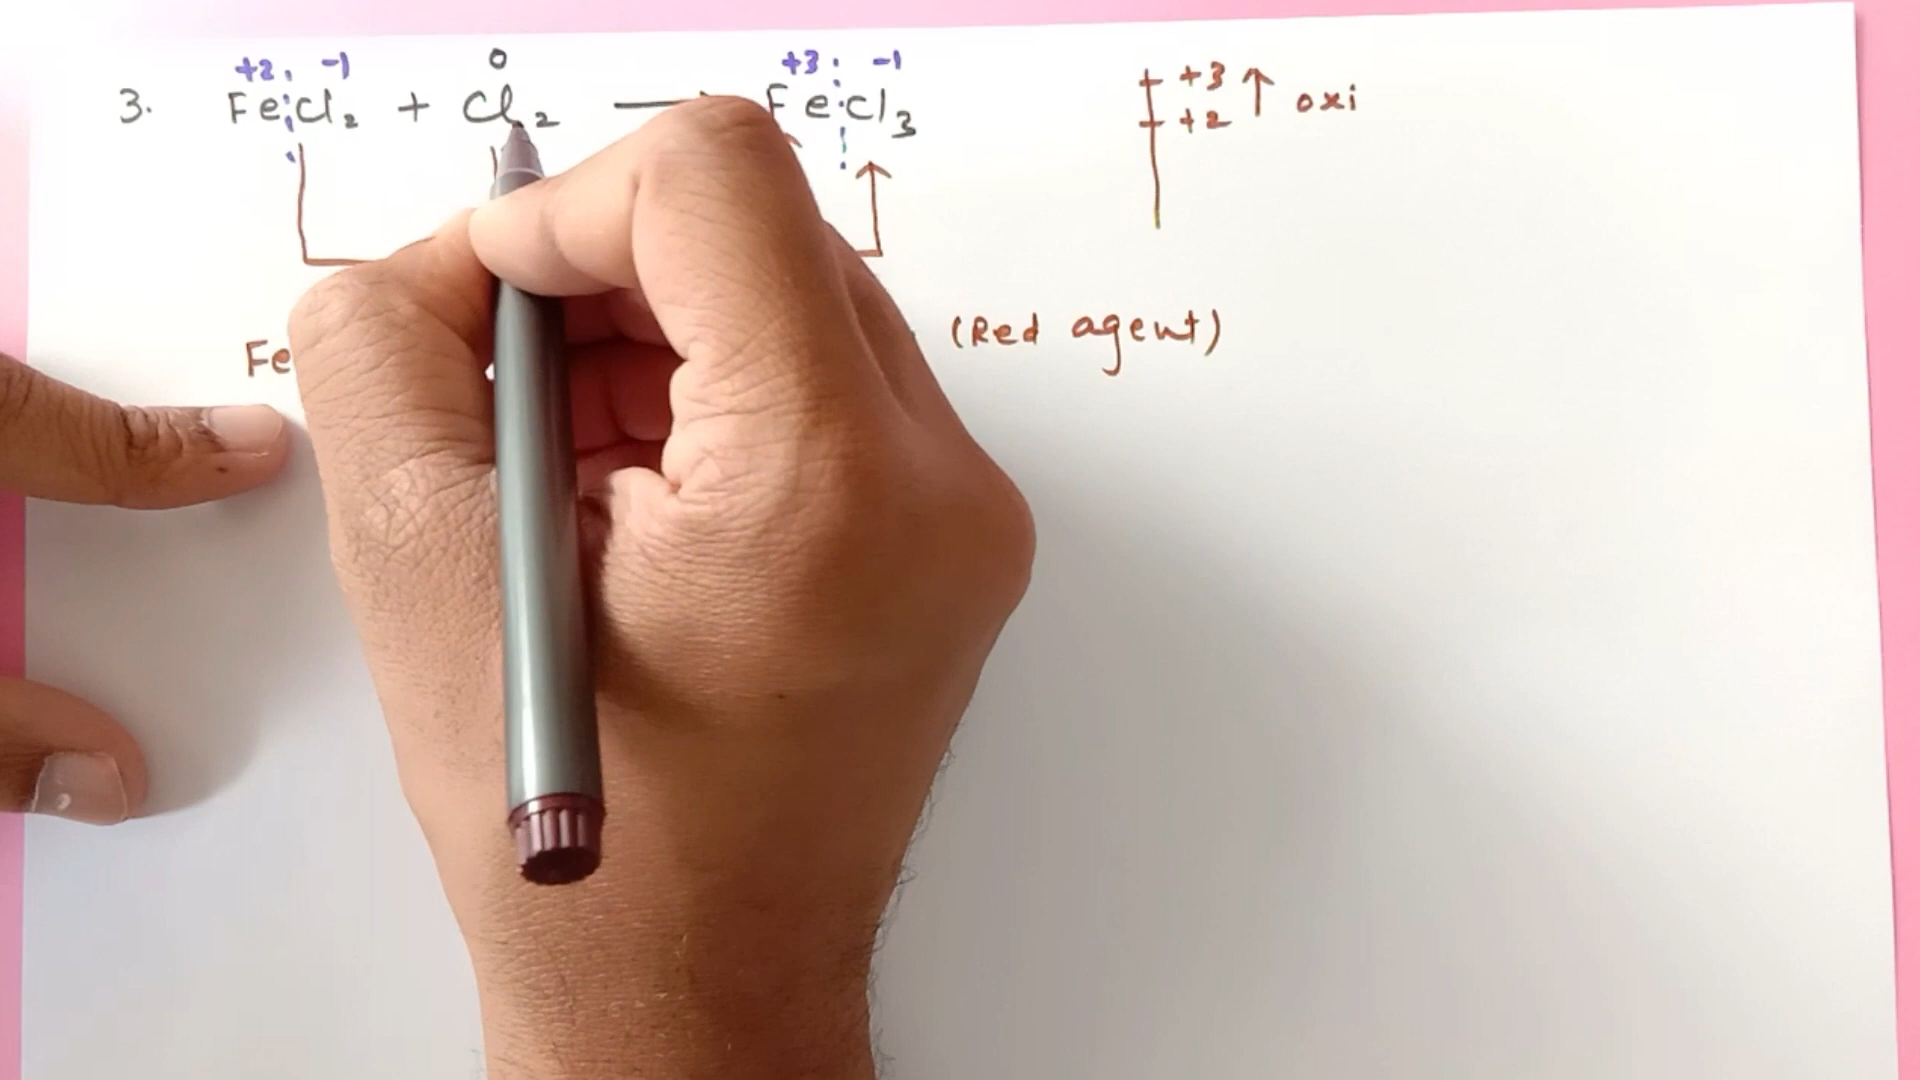 +2 -1 0 +3 -1
3. FeCl₂ + Cl₂ → FeCl₃
+3 ↑ oxi
+2
Fe (Red agent)